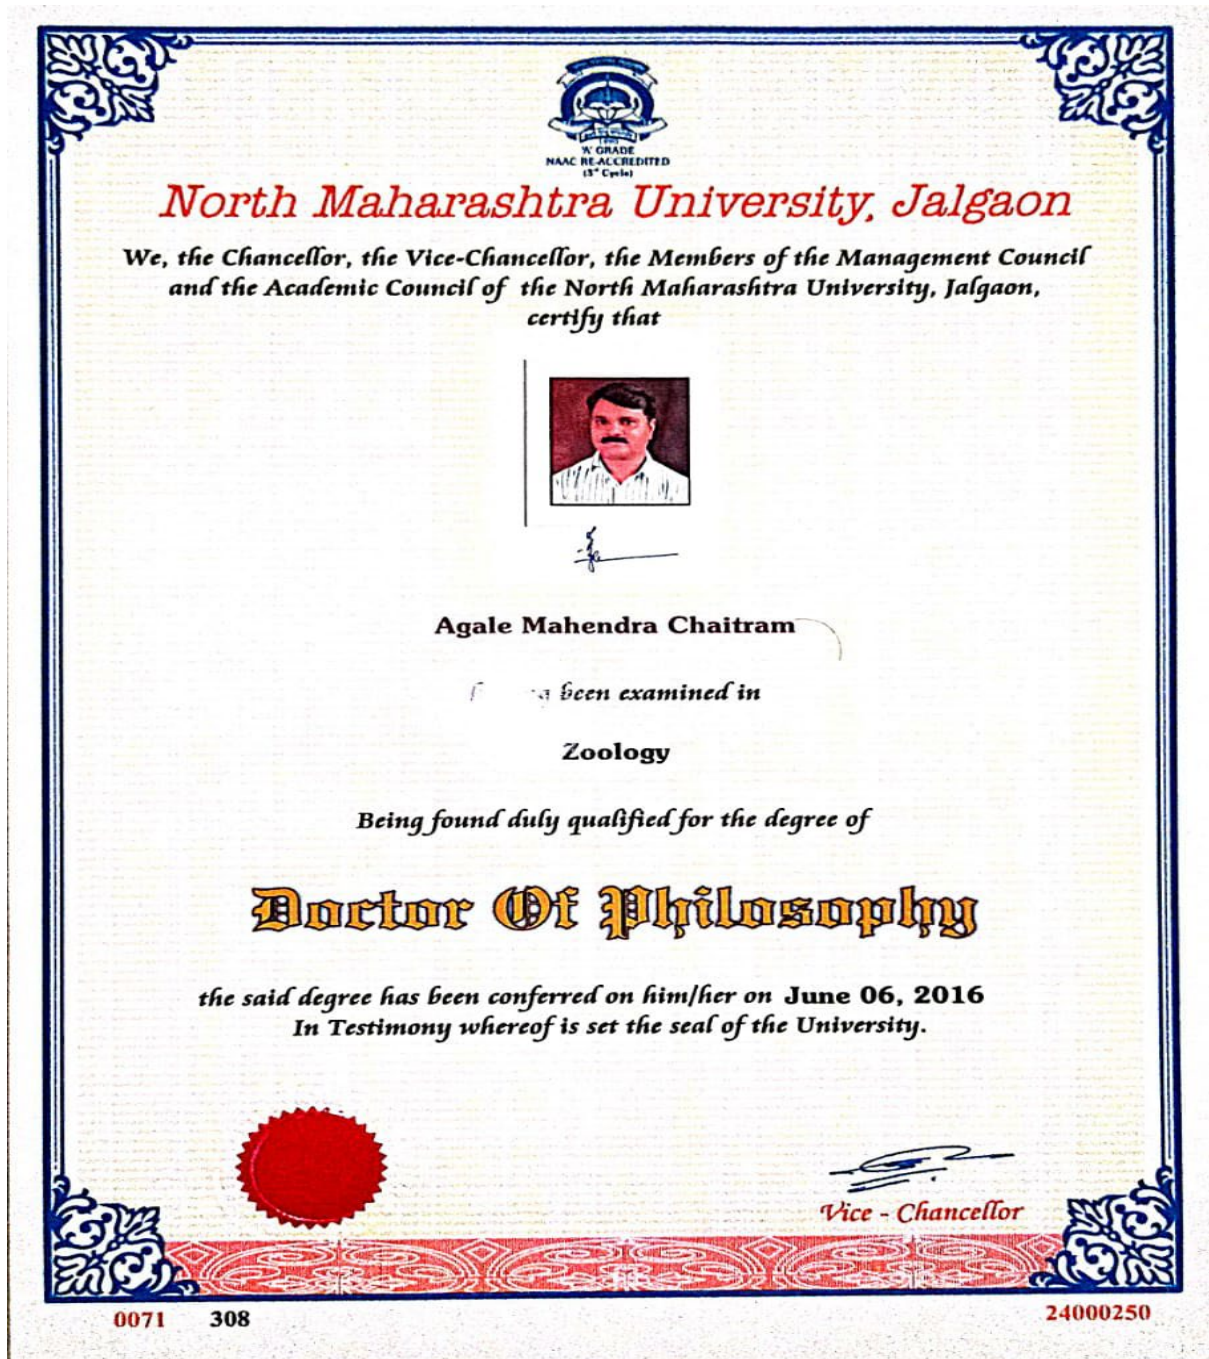 'A' GRADE
NAAC RE-ACCREDITED
(3rd Cycle)
North Maharashtra University, Jalgaon
We, the Chancellor, the Vice-Chancellor, the Members of the Management Council
and the Academic Council of the North Maharashtra University, Jalgaon,
certify that
Agale Mahendra Chaitram
been examined in
Zoology
Being found duly qualified for the degree of
Doctor Of Philosophy
the said degree has been conferred on him/her on June 06, 2016
In Testimony whereof is set the seal of the University.
Vice - Chancellor
0071 308 24000250